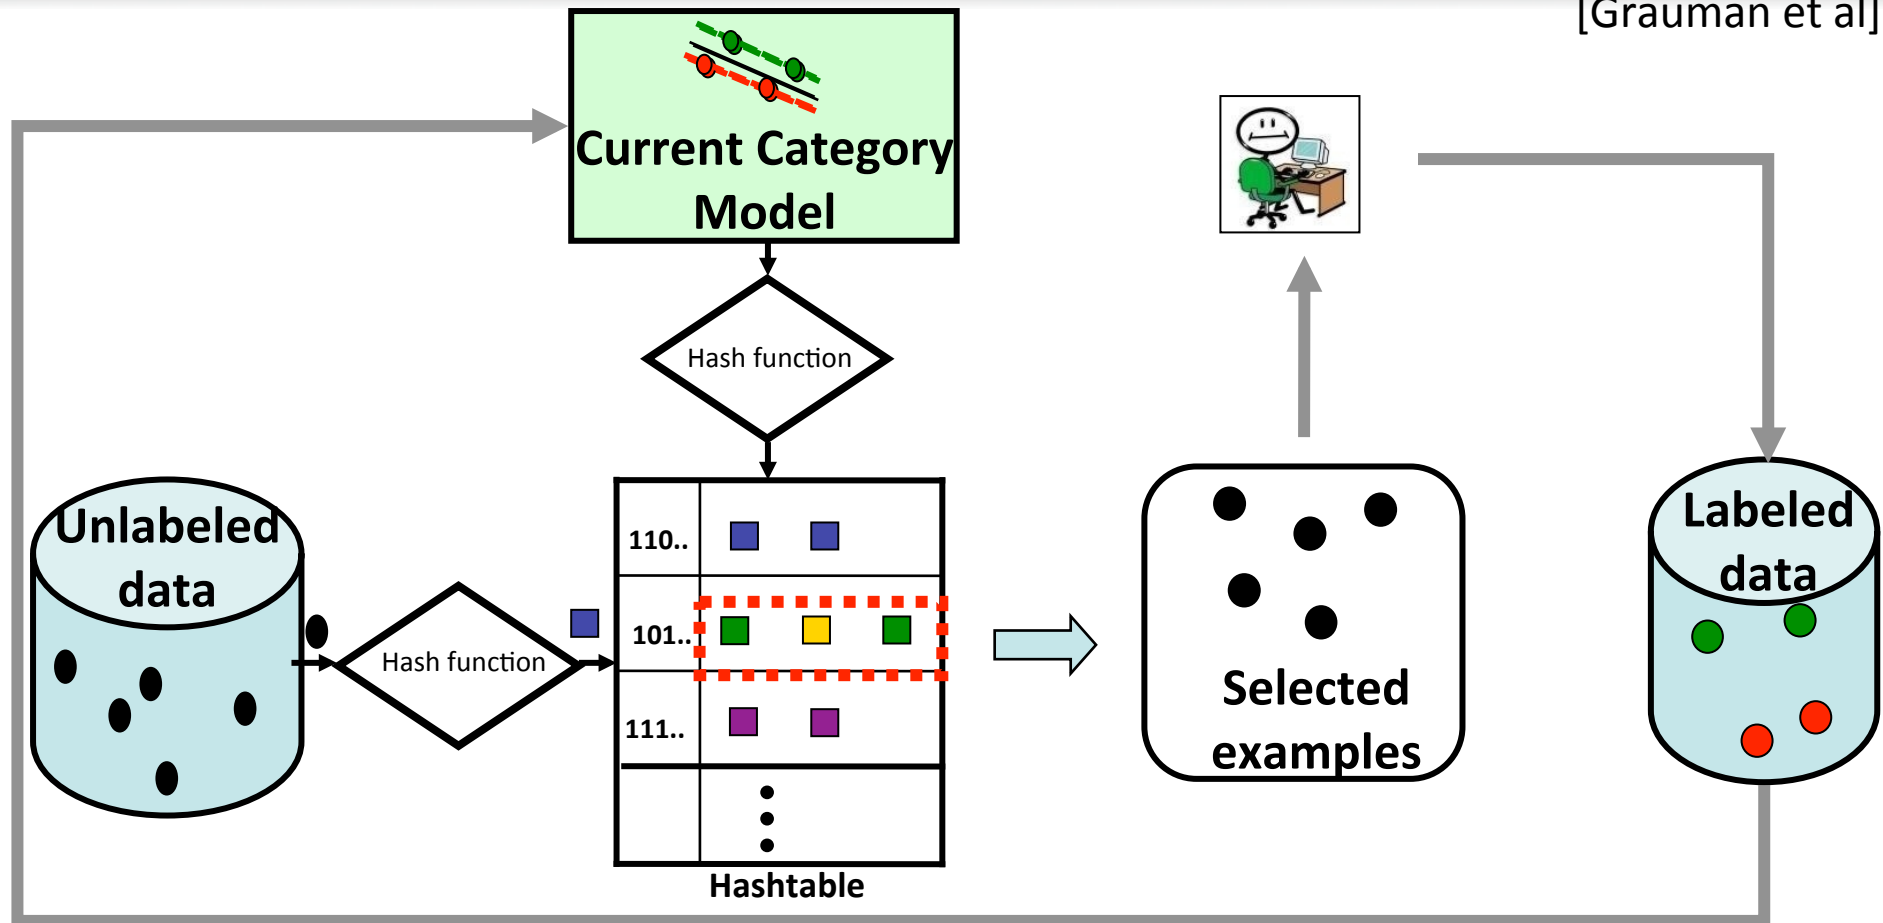 [Grauman et al]
Current Category
Model
Hash function
Unlabeled
data
Hash function
110..
101..
111..
Hashtable
Selected
examples
Labeled
data